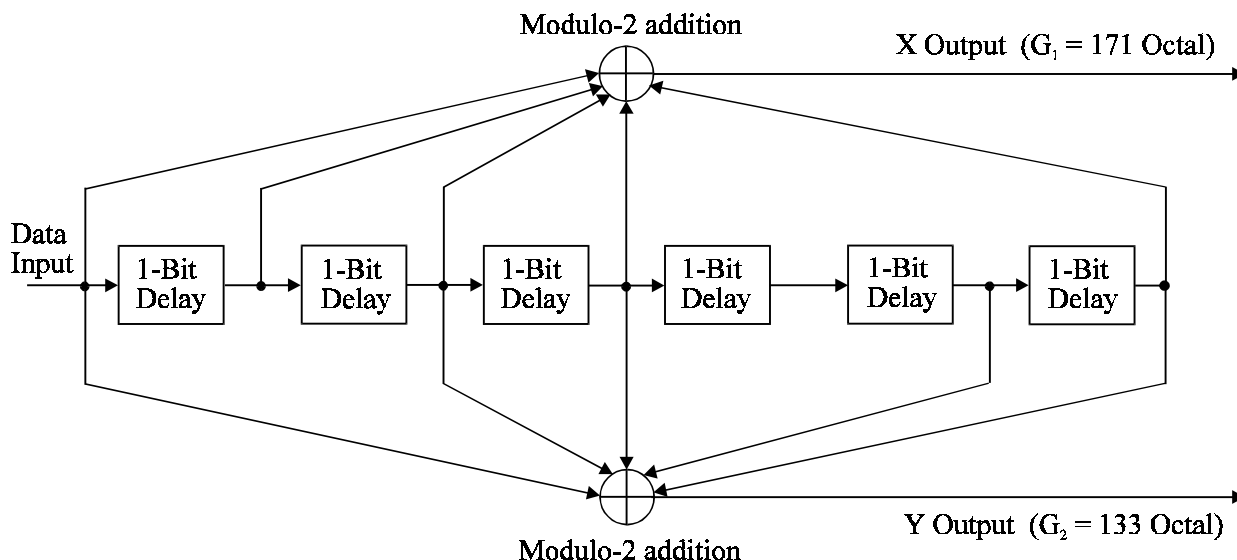 Modulo-2 addition
X Output (G₁ = 171 Octal)
Data
Input
1-Bit
Delay
1-Bit
Delay
1-Bit
Delay
1-Bit
Delay
1-Bit
Delay
1-Bit
Delay
Y Output (G₂ = 133 Octal)
Modulo-2 addition